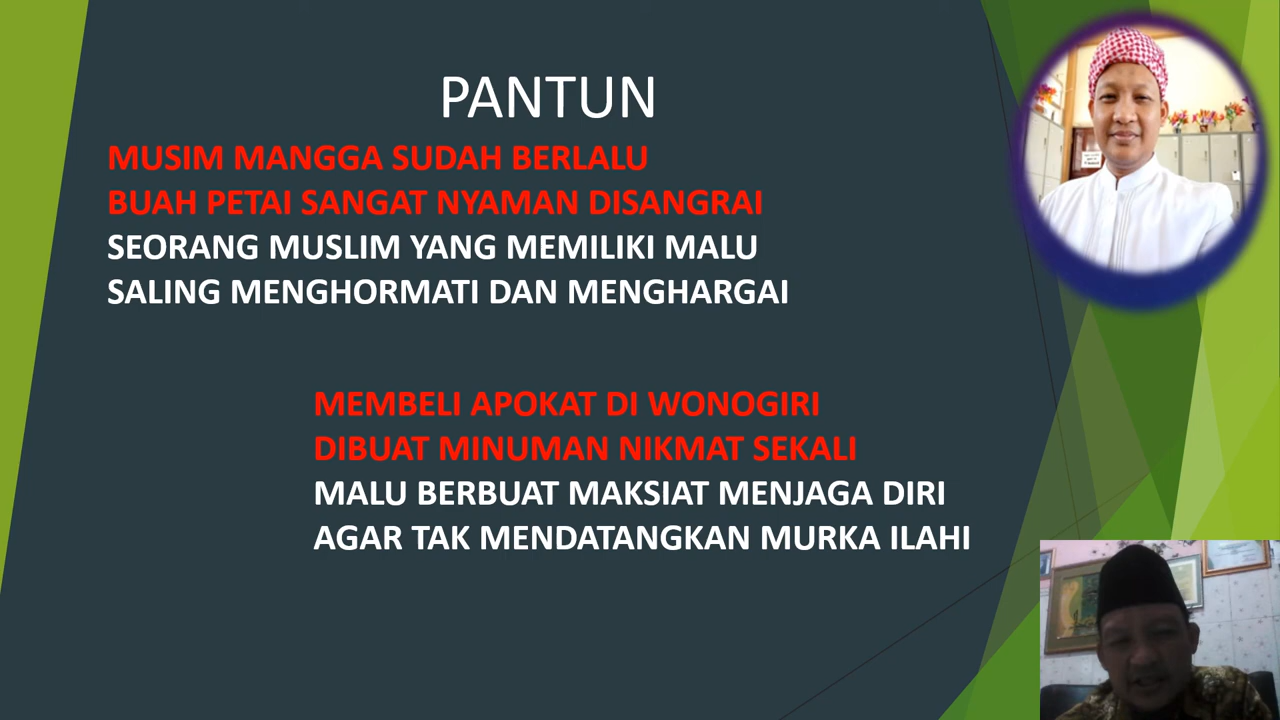 PANTUN
MUSIM MANGGA SUDAH BERLALU
BUAH PETAI SANGAT NYAMAN DISANGRAI
SEORANG MUSLIM YANG MEMILIKI MALU
SALING MENGHORMATI DAN MENGHARGAI
MEMBELI APOKAT DI WONOGIRI
DIBUAT MINUMAN NIKMAT SEKALI
MALU BERBUAT MAKSIAT MENJAGA DIRI
AGAR TAK MENDATANGKAN MURKA ILAHI